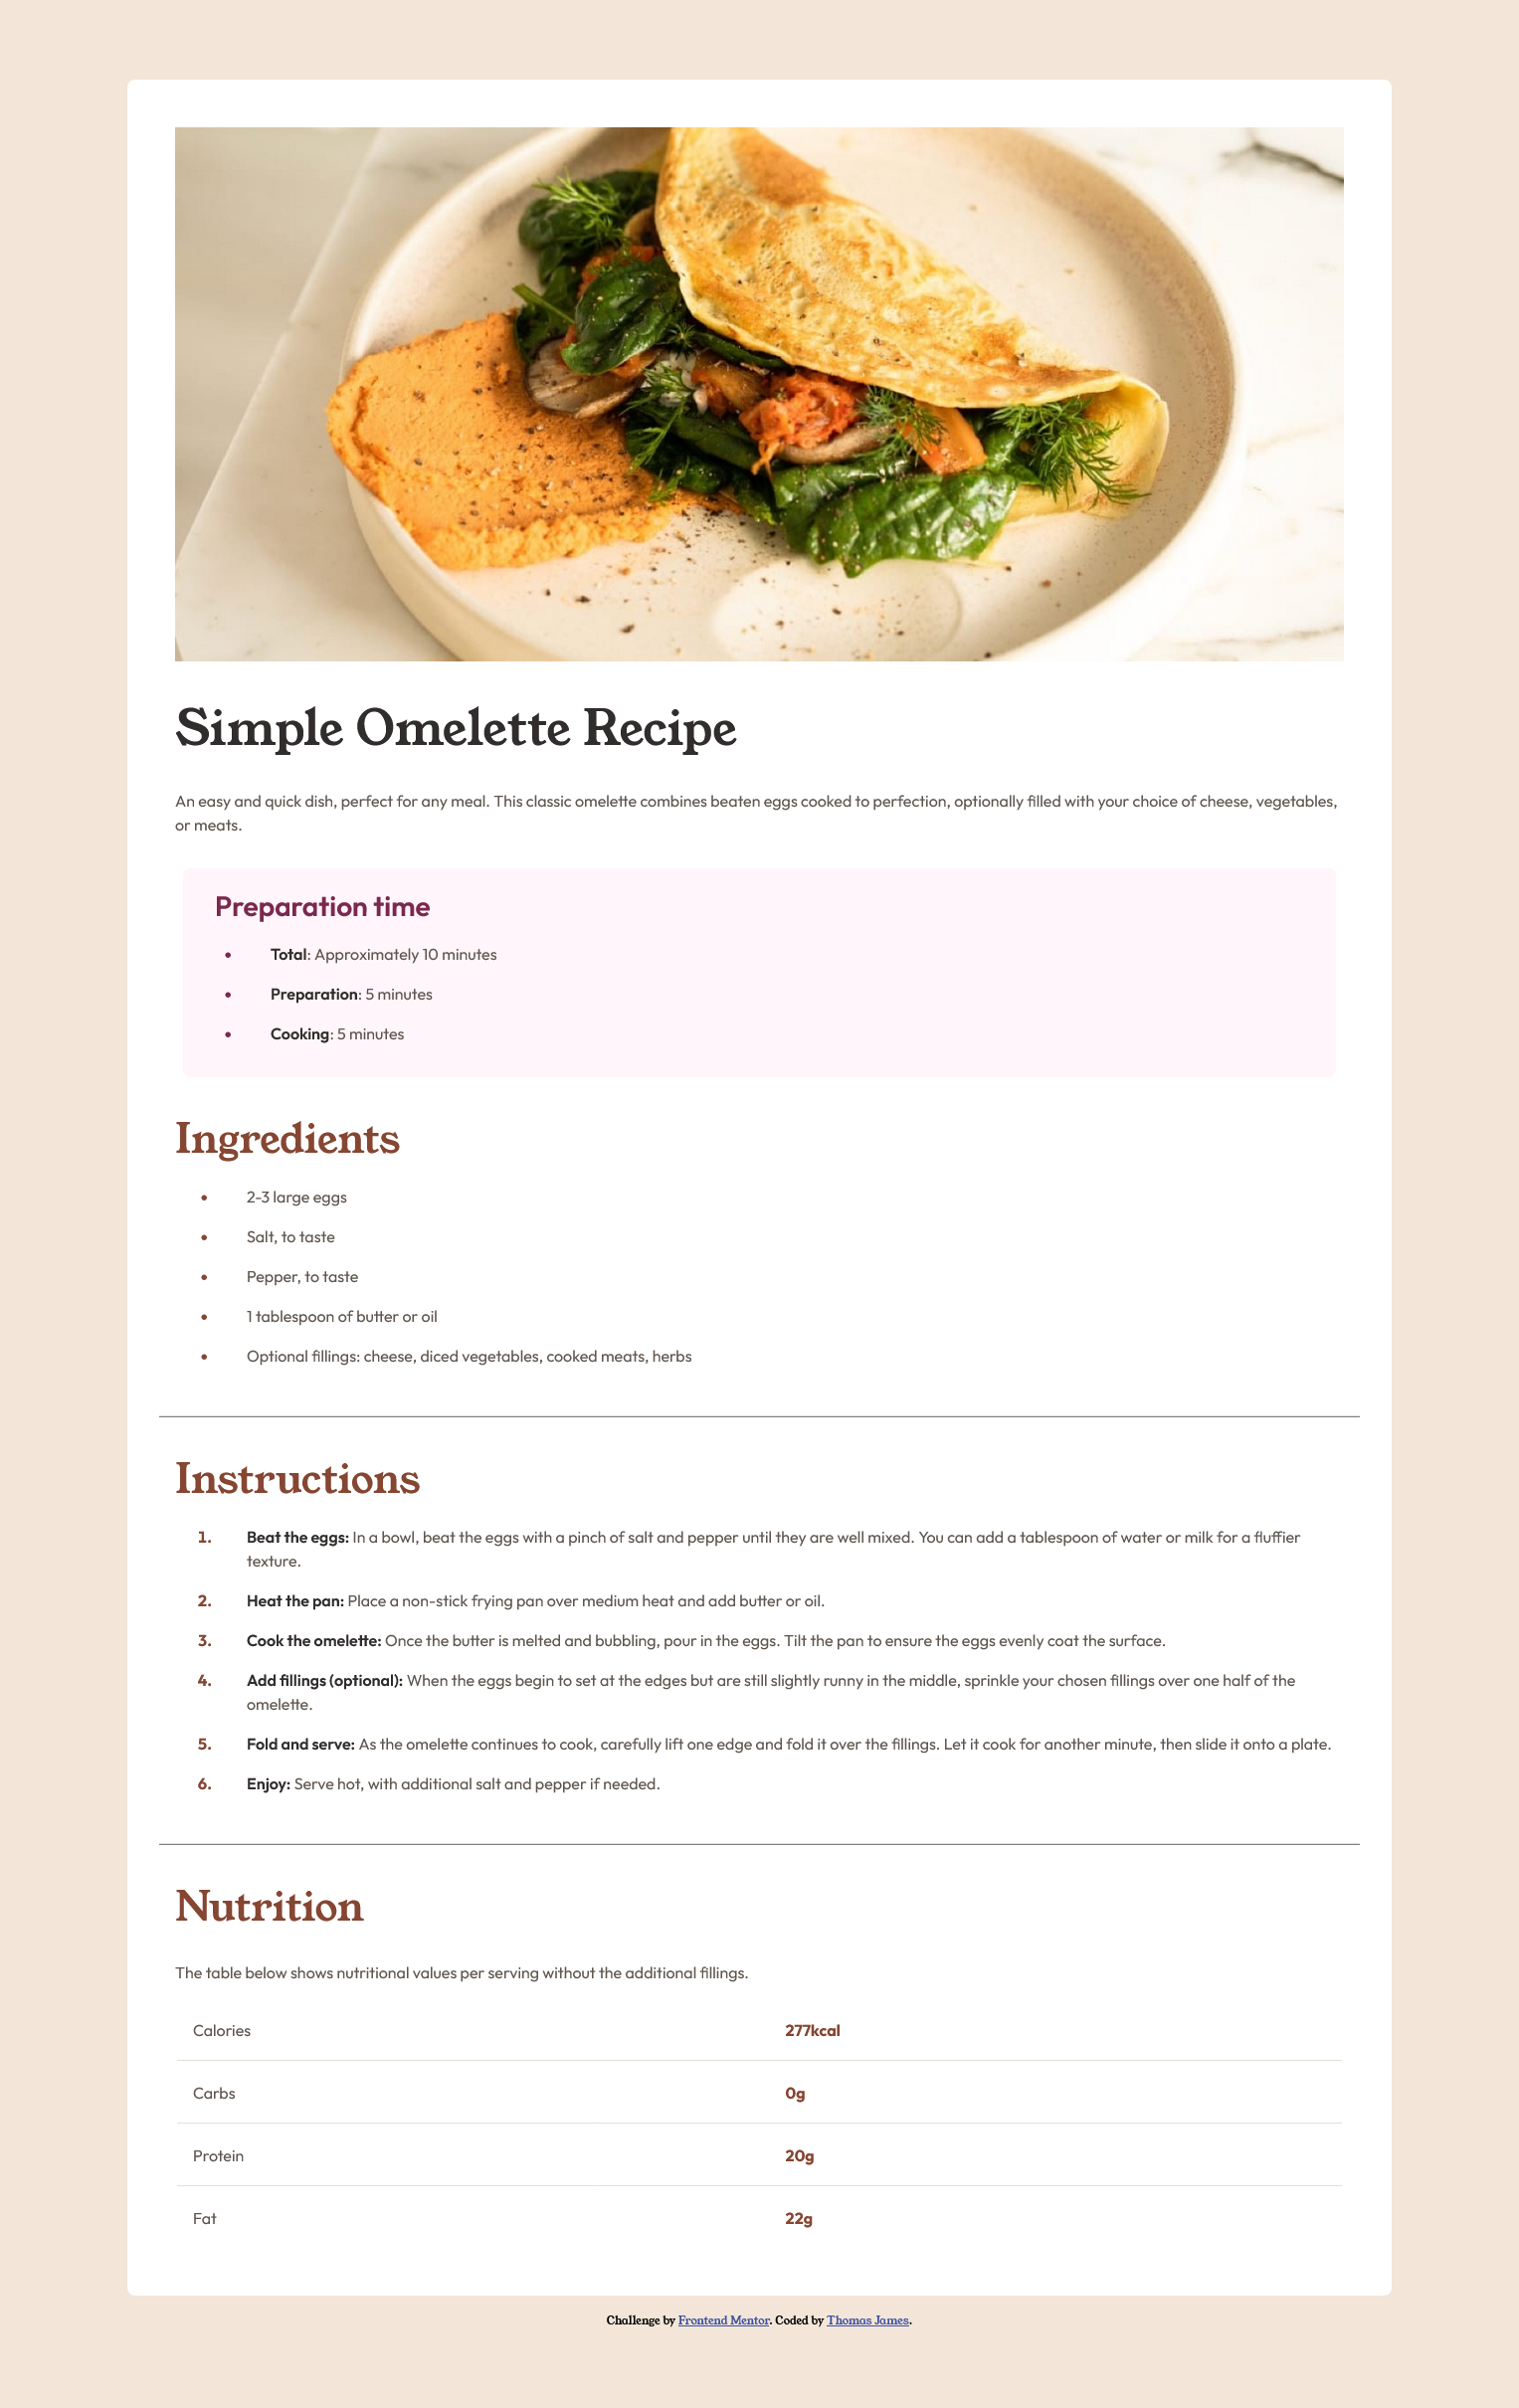 Simple Omelette Recipe
An easy and quick dish, perfect for any meal. This classic omelette combines beaten eggs cooked to perfection, optionally filled with your choice of cheese, vegetables,
or meats.
Preparation time
• Total: Approximately 10 minutes
• Preparation: 5 minutes
• Cooking: 5 minutes
Ingredients
• 2-3 large eggs
• Salt, to taste
• Pepper, to taste
• 1 tablespoon of butter or oil
• Optional fillings: cheese, diced vegetables, cooked meats, herbs
Instructions
1. Beat the eggs: In a bowl, beat the eggs with a pinch of salt and pepper until they are well mixed. You can add a tablespoon of water or milk for a fluffier
texture.
2. Heat the pan: Place a non-stick frying pan over medium heat and add butter or oil.
3. Cook the omelette: Once the butter is melted and bubbling, pour in the eggs. Tilt the pan to ensure the eggs evenly coat the surface.
4. Add fillings (optional): When the eggs begin to set at the edges but are still slightly runny in the middle, sprinkle your chosen fillings over one half of the
omelette.
5. Fold and serve: As the omelette continues to cook, carefully lift one edge and fold it over the fillings. Let it cook for another minute, then slide it onto a plate.
6. Enjoy: Serve hot, with additional salt and pepper if needed.
Nutrition
The table below shows nutritional values per serving without the additional fillings.
Calories 277kcal
Carbs 0g
Protein 20g
Fat 22g
Challenge by Frontend Mentor. Coded by Thomas James.